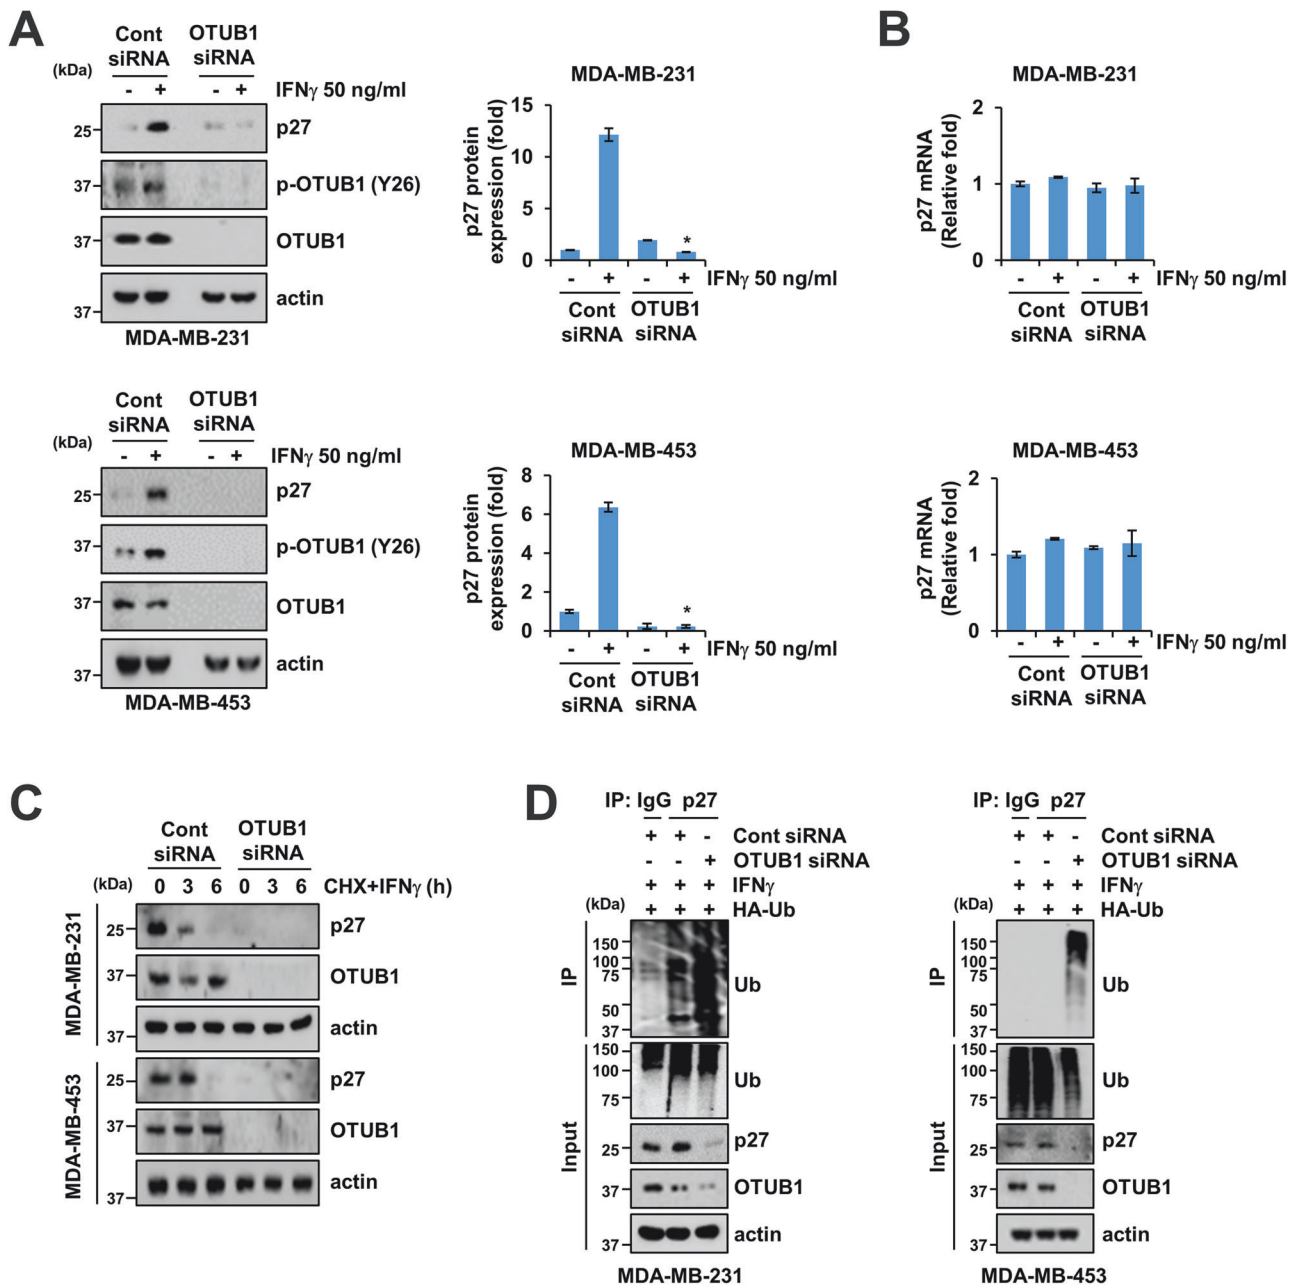 A
Cont OTUB1
siRNA siRNA
(kDa)
- + - + IFNγ 50 ng/ml
25 p27
37 p-OTUB1 (Y26)
37 OTUB1
37 actin
MDA-MB-231
MDA-MB-231
p27 protein
expression (fold)
15
10
5
0
*
- + - + IFNγ 50 ng/ml
Cont OTUB1
siRNA siRNA
B
MDA-MB-231
p27 mRNA
(Relative fold)
2
1
0
- + - + IFNγ 50 ng/ml
Cont OTUB1
siRNA siRNA
Cont OTUB1
siRNA siRNA
(kDa)
- + - + IFNγ 50 ng/ml
25 p27
37 p-OTUB1 (Y26)
37 OTUB1
37 actin
MDA-MB-453
MDA-MB-453
p27 protein
expression (fold)
8
6
4
2
0
*
- + - + IFNγ 50 ng/ml
Cont OTUB1
siRNA siRNA
MDA-MB-453
p27 mRNA
(Relative fold)
2
1
0
- + - + IFNγ 50 ng/ml
Cont OTUB1
siRNA siRNA
C
Cont OTUB1
siRNA siRNA
(kDa) 0 3 6 0 3 6 CHX+IFNγ (h)
MDA-MB-231
25 p27
37 OTUB1
37 actin
MDA-MB-453
25 p27
37 OTUB1
37 actin
D
IP: IgG p27
+ + - Cont siRNA
- - + OTUB1 siRNA
+ + + IFNγ
(kDa) + + + HA-Ub
IP
150
100
75
50
37
Ub
Input
150
100
75
Ub
25 p27
37 OTUB1
37 actin
MDA-MB-231
IP: IgG p27
+ + - Cont siRNA
- - + OTUB1 siRNA
+ + + IFNγ
(kDa) + + + HA-Ub
IP
150
100
75
50
37
Ub
Input
150
100
75
Ub
25 p27
37 OTUB1
37 actin
MDA-MB-453